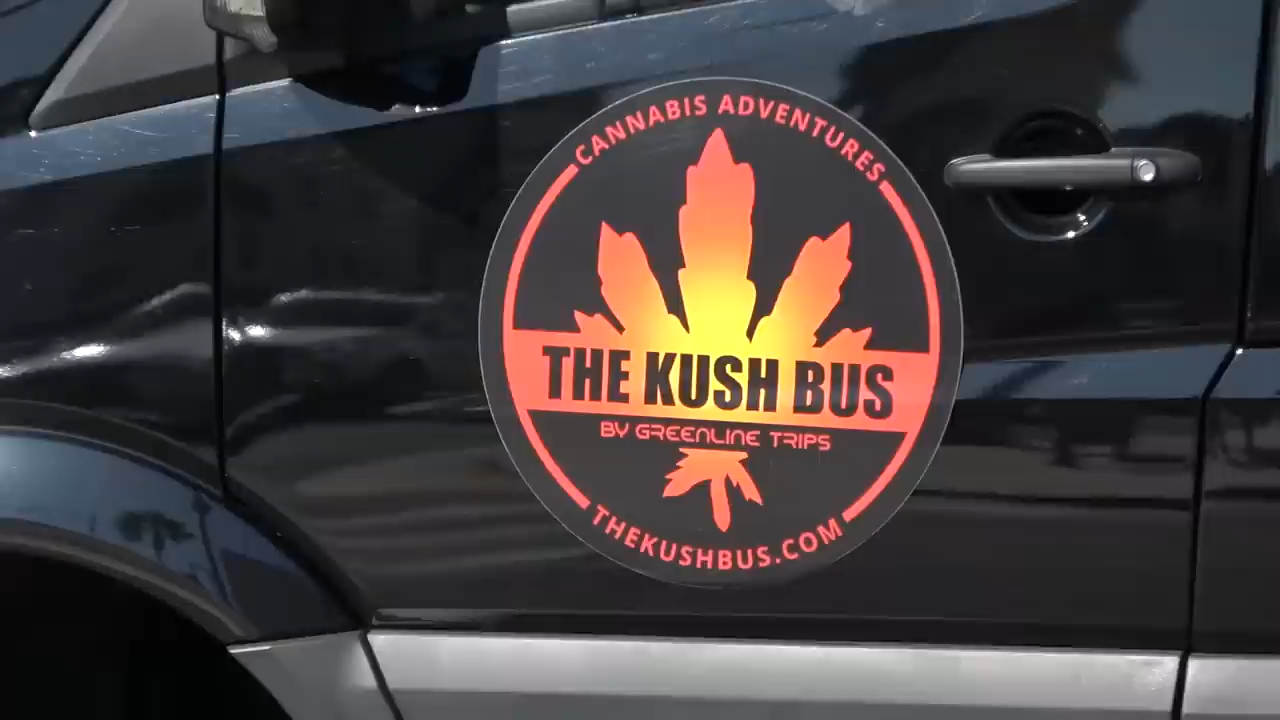 CANNABIS ADVENTURES
THE KUSH BUS
BY GREENLINE TRIPS
THEKUSHBUS.COM